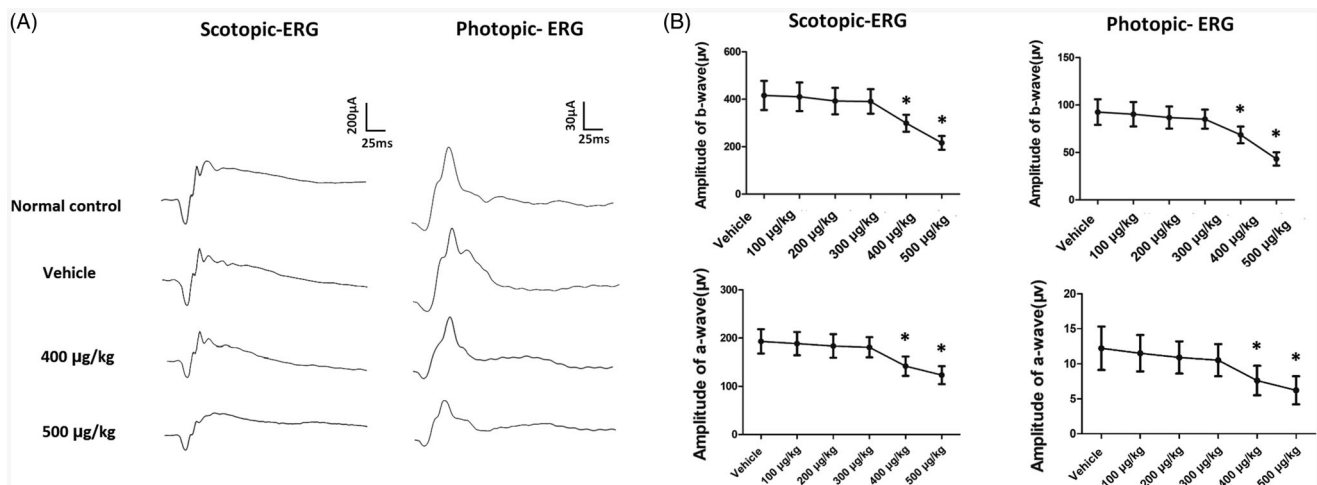 (A)
Scotopic-ERG
Photopic- ERG
200μA
25ms
30μA
25ms
Normal control
Vehicle
400 μg/kg
500 μg/kg
(B)
Scotopic-ERG
Photopic- ERG
Amplitude of b-wave(μv)
600
400
200
0
* *
Vehicle
100 μg/kg
200 μg/kg
300 μg/kg
400 μg/kg
500 μg/kg
Amplitude of b-wave(μv)
150
100
50
0
* *
Vehicle
100 μg/kg
200 μg/kg
300 μg/kg
400 μg/kg
500 μg/kg
Amplitude of a-wave(μv)
300
200
100
0
* *
Vehicle
100 μg/kg
200 μg/kg
300 μg/kg
400 μg/kg
500 μg/kg
Amplitude of a-wave(μv)
20
15
10
5
0
* *
Vehicle
100 μg/kg
200 μg/kg
300 μg/kg
400 μg/kg
500 μg/kg